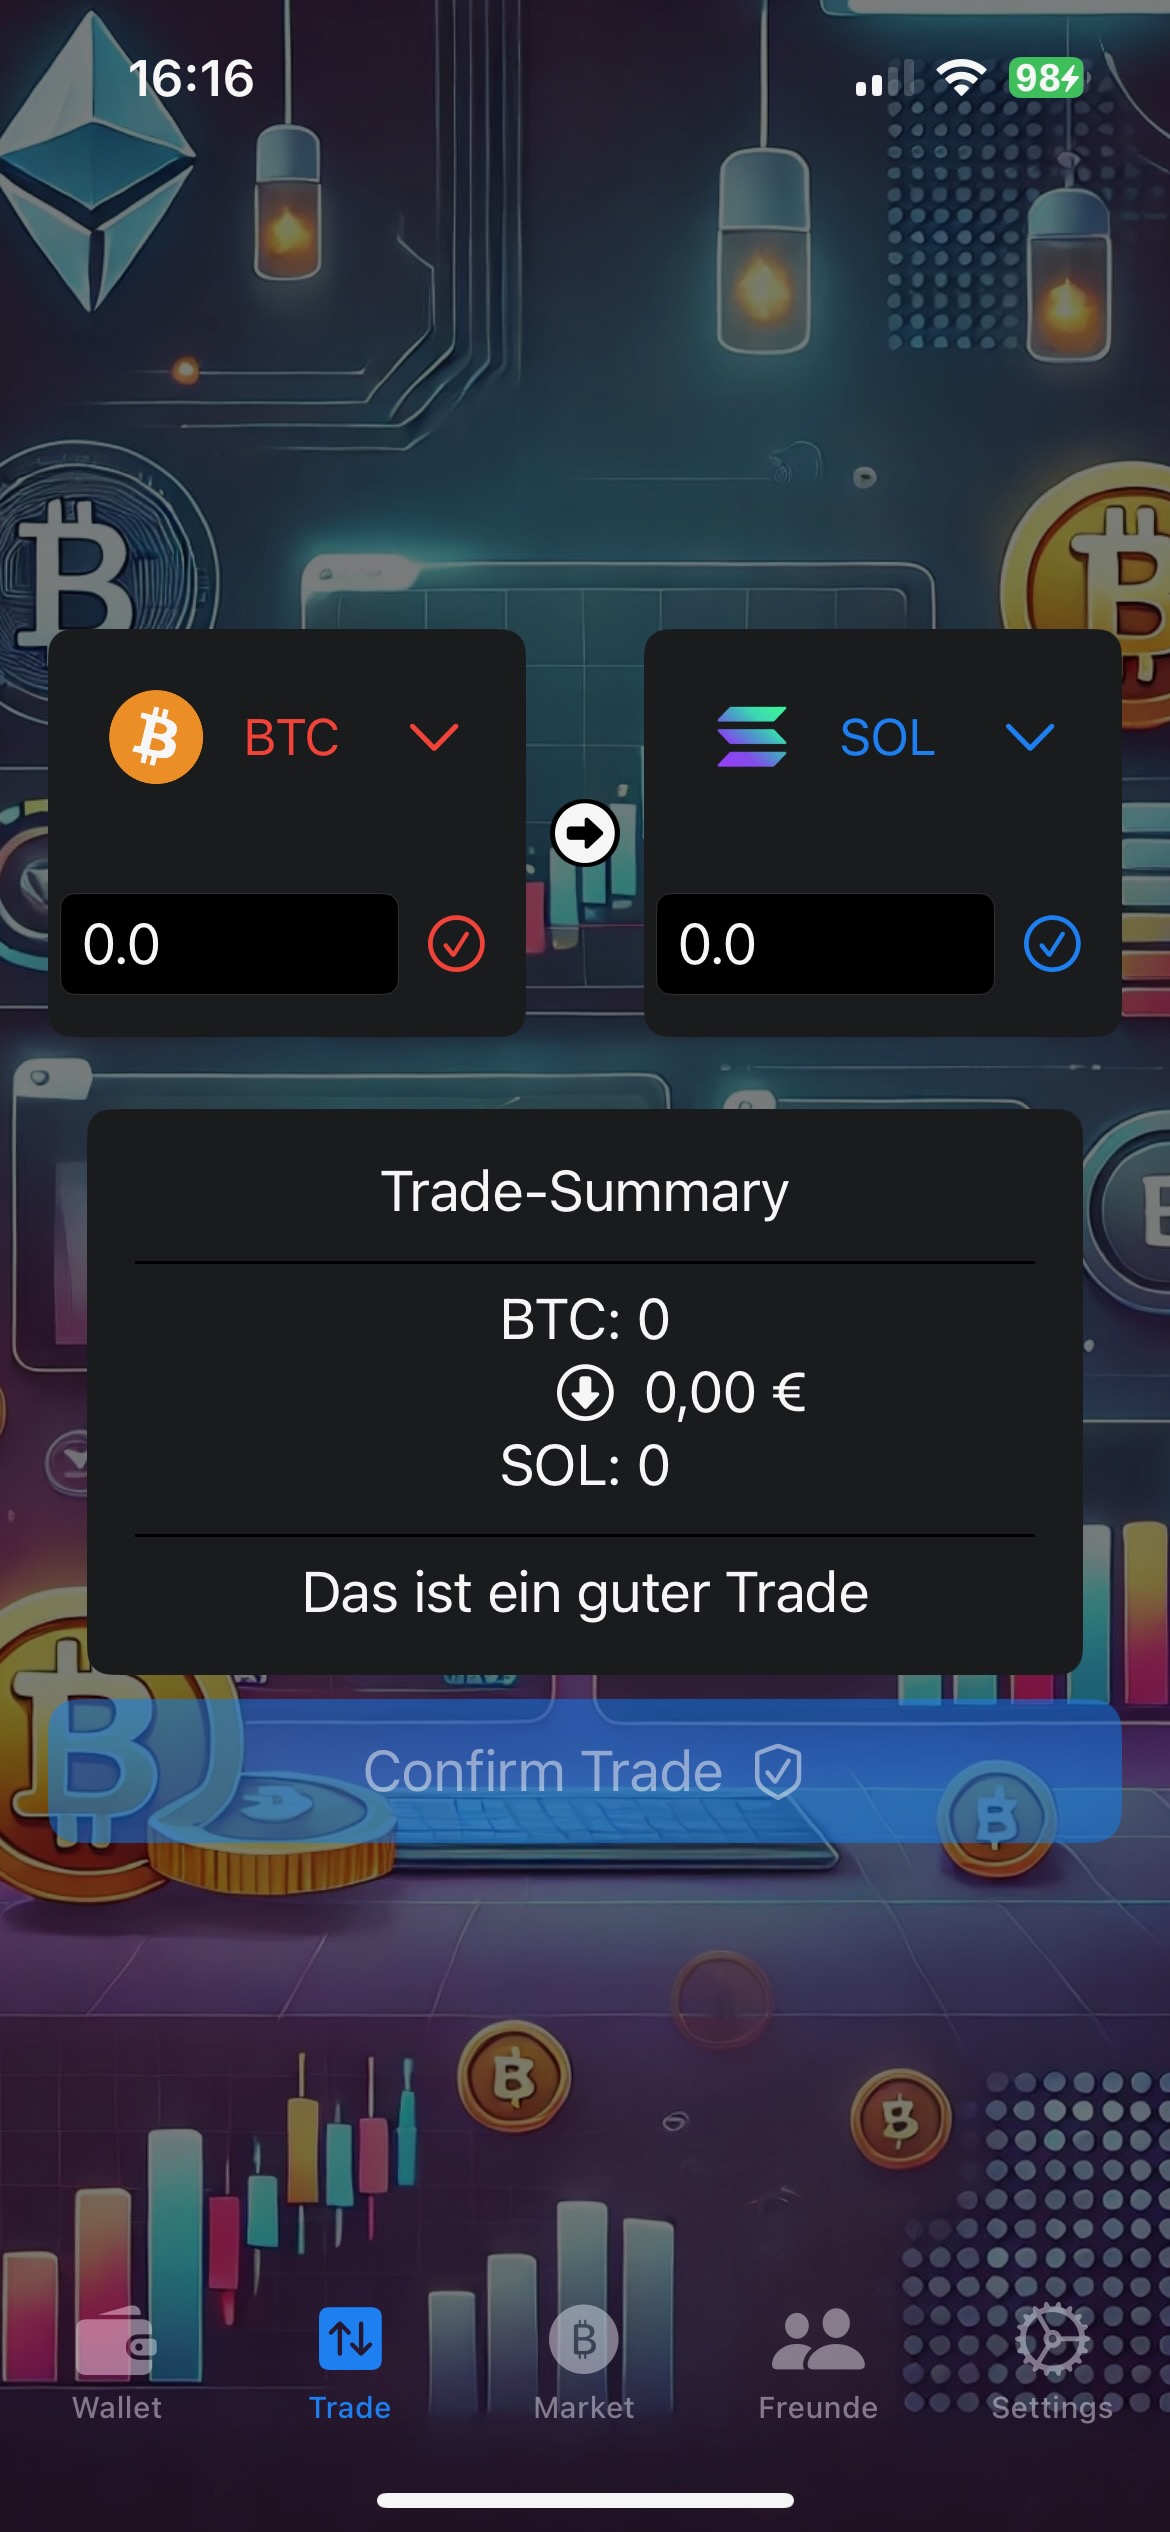 16:16
98
BTC
SOL
0.0
0.0
Trade-Summary
BTC: 0
0,00 €
SOL: 0
Das ist ein guter Trade
Confirm Trade
Wallet
Trade
Market
Freunde
Settings